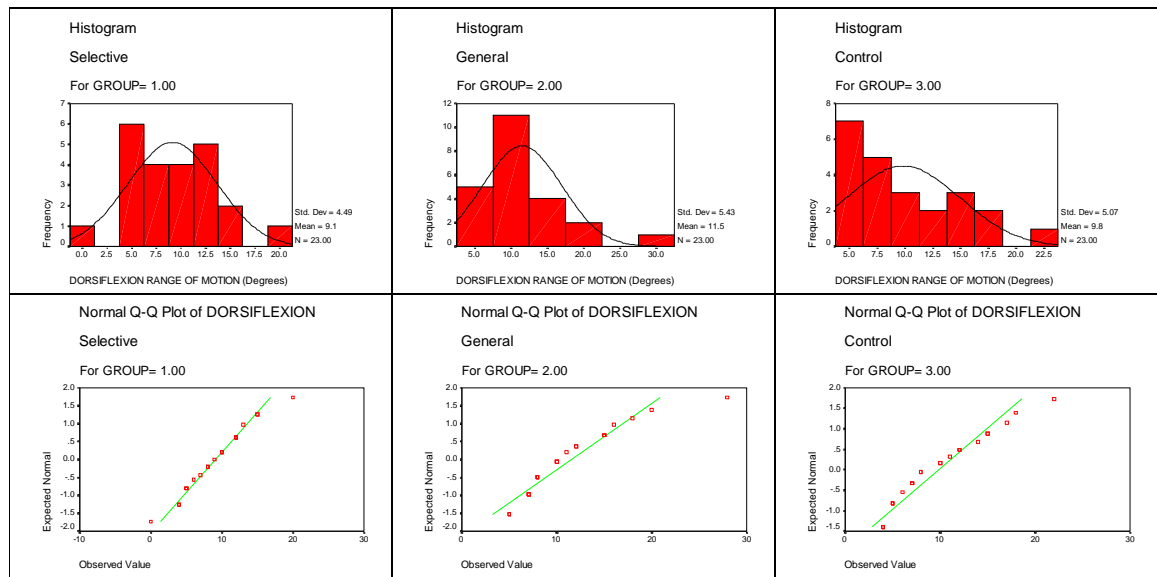 Histogram
Selective
For GROUP= 1.00
Frequency
7
6
5
4
3
2
1
0
0.0 2.5 5.0 7.5 10.0 12.5 15.0 17.5 20.0
Std. Dev = 4.49
Mean = 9.1
N = 23.00
DORSIFLEXION RANGE OF MOTION (Degrees)
Histogram
General
For GROUP= 2.00
Frequency
12
10
8
6
4
2
0
5.0 10.0 15.0 20.0 25.0 30.0
Std. Dev = 5.43
Mean = 11.5
N = 23.00
DORSIFLEXION RANGE OF MOTION (Degrees)
Histogram
Control
For GROUP= 3.00
Frequency
8
6
4
2
0
5.0 7.5 10.0 12.5 15.0 17.5 20.0 22.5
Std. Dev = 5.07
Mean = 9.8
N = 23.00
DORSIFLEXION RANGE OF MOTION (Degrees)
Normal Q-Q Plot of DORSIFLEXION
Selective
For GROUP= 1.00
Expected Normal
2.0
1.5
1.0
.5
0.0
-.5
-1.0
-1.5
-2.0
-10 0 10 20 30
Observed Value
Normal Q-Q Plot of DORSIFLEXION
General
For GROUP= 2.00
Expected Normal
2.0
1.5
1.0
.5
0.0
-.5
-1.0
-1.5
-2.0
0 10 20 30
Observed Value
Normal Q-Q Plot of DORSIFLEXION
Control
For GROUP= 3.00
Expected Normal
2.0
1.5
1.0
.5
0.0
-.5
-1.0
-1.5
0 10 20 30
Observed Value